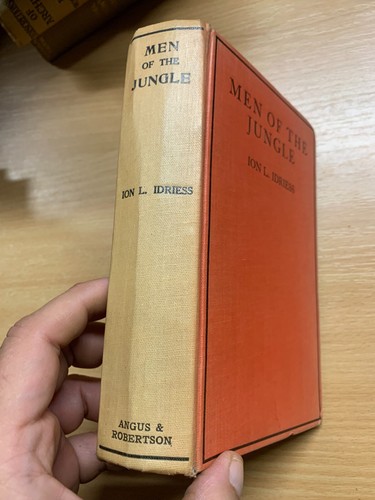 MEN
OF THE
JUNGLE
ION L. IDRIESS
ANGUS &
ROBERTSON
MEN OF THE
JUNGLE
ION L. IDRIESS